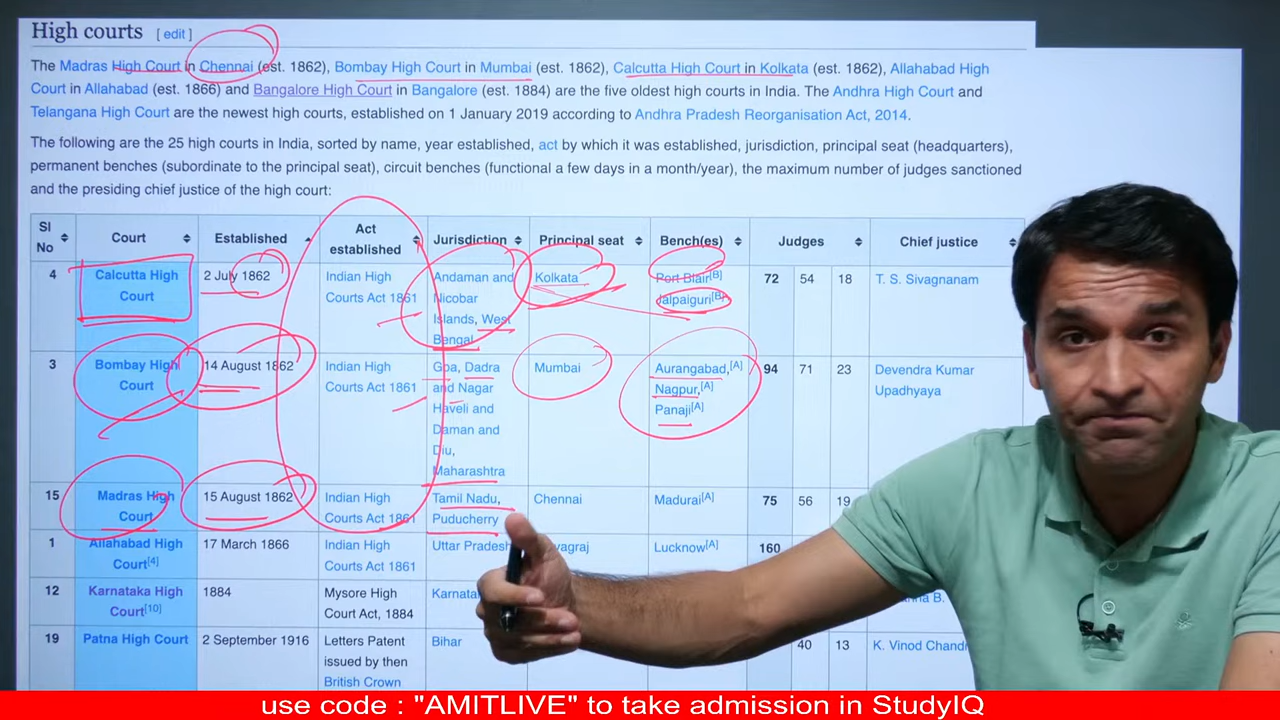 High courts [ edit ]
The Madras High Court in Chennai (est. 1862), Bombay High Court in Mumbai (est. 1862), Calcutta High Court in Kolkata (est. 1862), Allahabad High
Court in Allahabad (est. 1866) and Bangalore High Court in Bangalore (est. 1884) are the five oldest high courts in India. The Andhra High Court and
Telangana High Court are the newest high courts, established on 1 January 2019 according to Andhra Pradesh Reorganisation Act, 2014.
The following are the 25 high courts in India, sorted by name, year established, act by which it was established, jurisdiction, principal seat (headquarters),
permanent benches (subordinate to the principal seat), circuit benches (functional a few days in a month/year), the maximum number of judges sanctioned
and the presiding chief justice of the high court:
Sl No Court Established Act established Jurisdiction Principal seat Bench(es) Judges Chief justice
4 Calcutta High Indian High Andaman and
2 July 1862 Kolkata Port Blair[B] 72 54 18 T. S. Sivagnanam
Court Courts Act 1861 Nicobar Jalpaiguri[B]
Islands, West
Bengal
3 Bombay High 14 August 1862 Indian High Goa, Dadra Mumbai Aurangabad,[A] 94 71 23 Devendra Kumar
Court Courts Act 1861 and Nagar Nagpur,[A] Upadhyaya
Haveli and Panaji[A]
Daman and
Diu,
Maharashtra
15 Madras High 15 August 1862 Indian High Tamil Nadu, Chennai Madurai[A] 75 56 19
Court Courts Act 1861 Puducherry
1 Allahabad High 17 March 1866 Indian High Uttar Pradesh Lucknow[A] 160
Court[4] Courts Act 1861
12 Karnataka High 1884 Mysore High
Court[10] Court Act, 1884
19 Patna High Court 2 September 1916 Letters Patent Bihar 40 13 K. Vinod
issued by then
British Crown
use code : "AMITLIVE" to take admission in StudyIQ